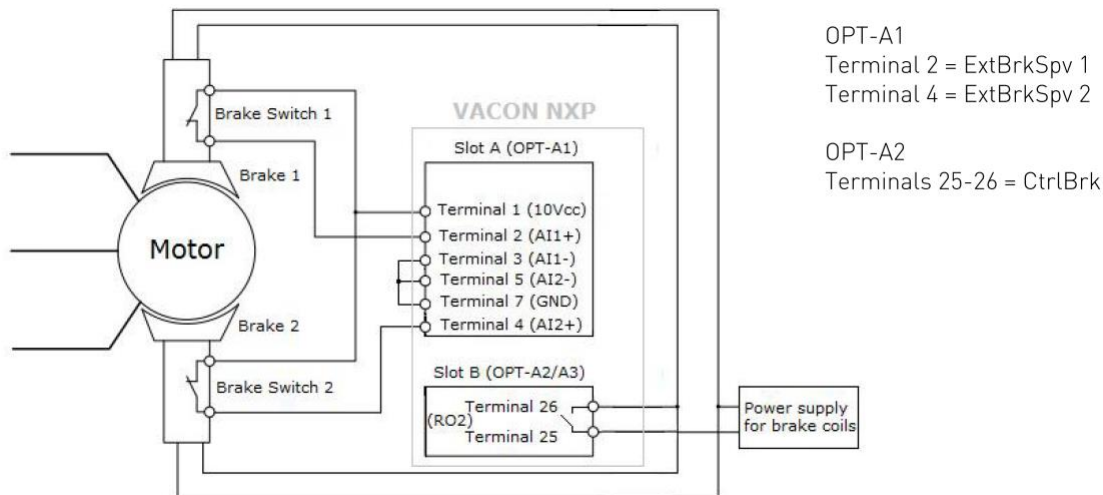 OPT-A1
Terminal 2 = ExtBrkSpv 1
Terminal 4 = ExtBrkSpv 2
OPT-A2
Terminals 25-26 = CtrlBrk
Brake Switch 1
Brake 1
Motor
Brake 2
Brake Switch 2
VACON NXP
Slot A (OPT-A1)
Terminal 1 (10Vcc)
Terminal 2 (AI1+)
Terminal 3 (AI1-)
Terminal 5 (AI2-)
Terminal 7 (GND)
Terminal 4 (AI2+)
Slot B (OPT-A2/A3)
Terminal 26
(RO2)
Terminal 25
Power supply
for brake coils